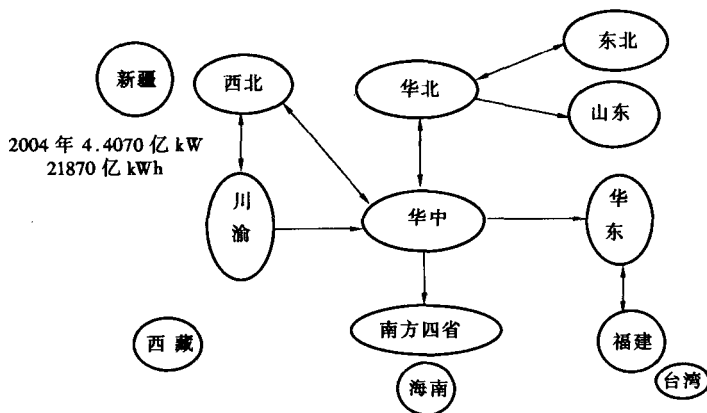 东北
新疆
西北
华北
山东
2004 年 4.4070 亿 kW
21870 亿 kWh
川渝
华中
华东
西藏
南方四省
福建
海南
台湾